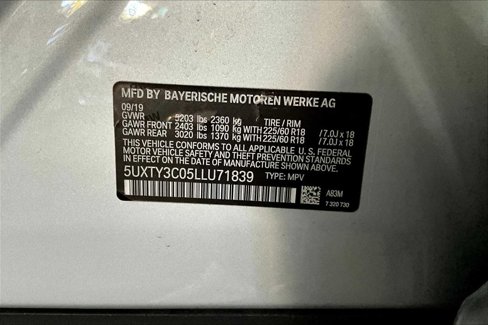 MFD BY BAYERISCHE MOTOREN WERKE AG
09/19
GVWR 5203 lbs 2360 kg TIRE / RIM
GAWR FRONT 2403 lbs 1090 kg WITH 225/60 R18 / 7.0J x 18
GAWR REAR 3020 lbs 1370 kg WITH 225/60 R18 / 7.0J x 18
THIS VEHICLE CONFORMS TO ALL APPLICABLE U. S. FEDERAL
MOTOR VEHICLE SAFETY AND THEFT PREVENTION STANDARDS IN
EFFECT ON THE DATE OF MANUFACTURE SHOWN ABOVE.
5UXTY3C05LLU71839 TYPE: MPV
A83M
7 320 730